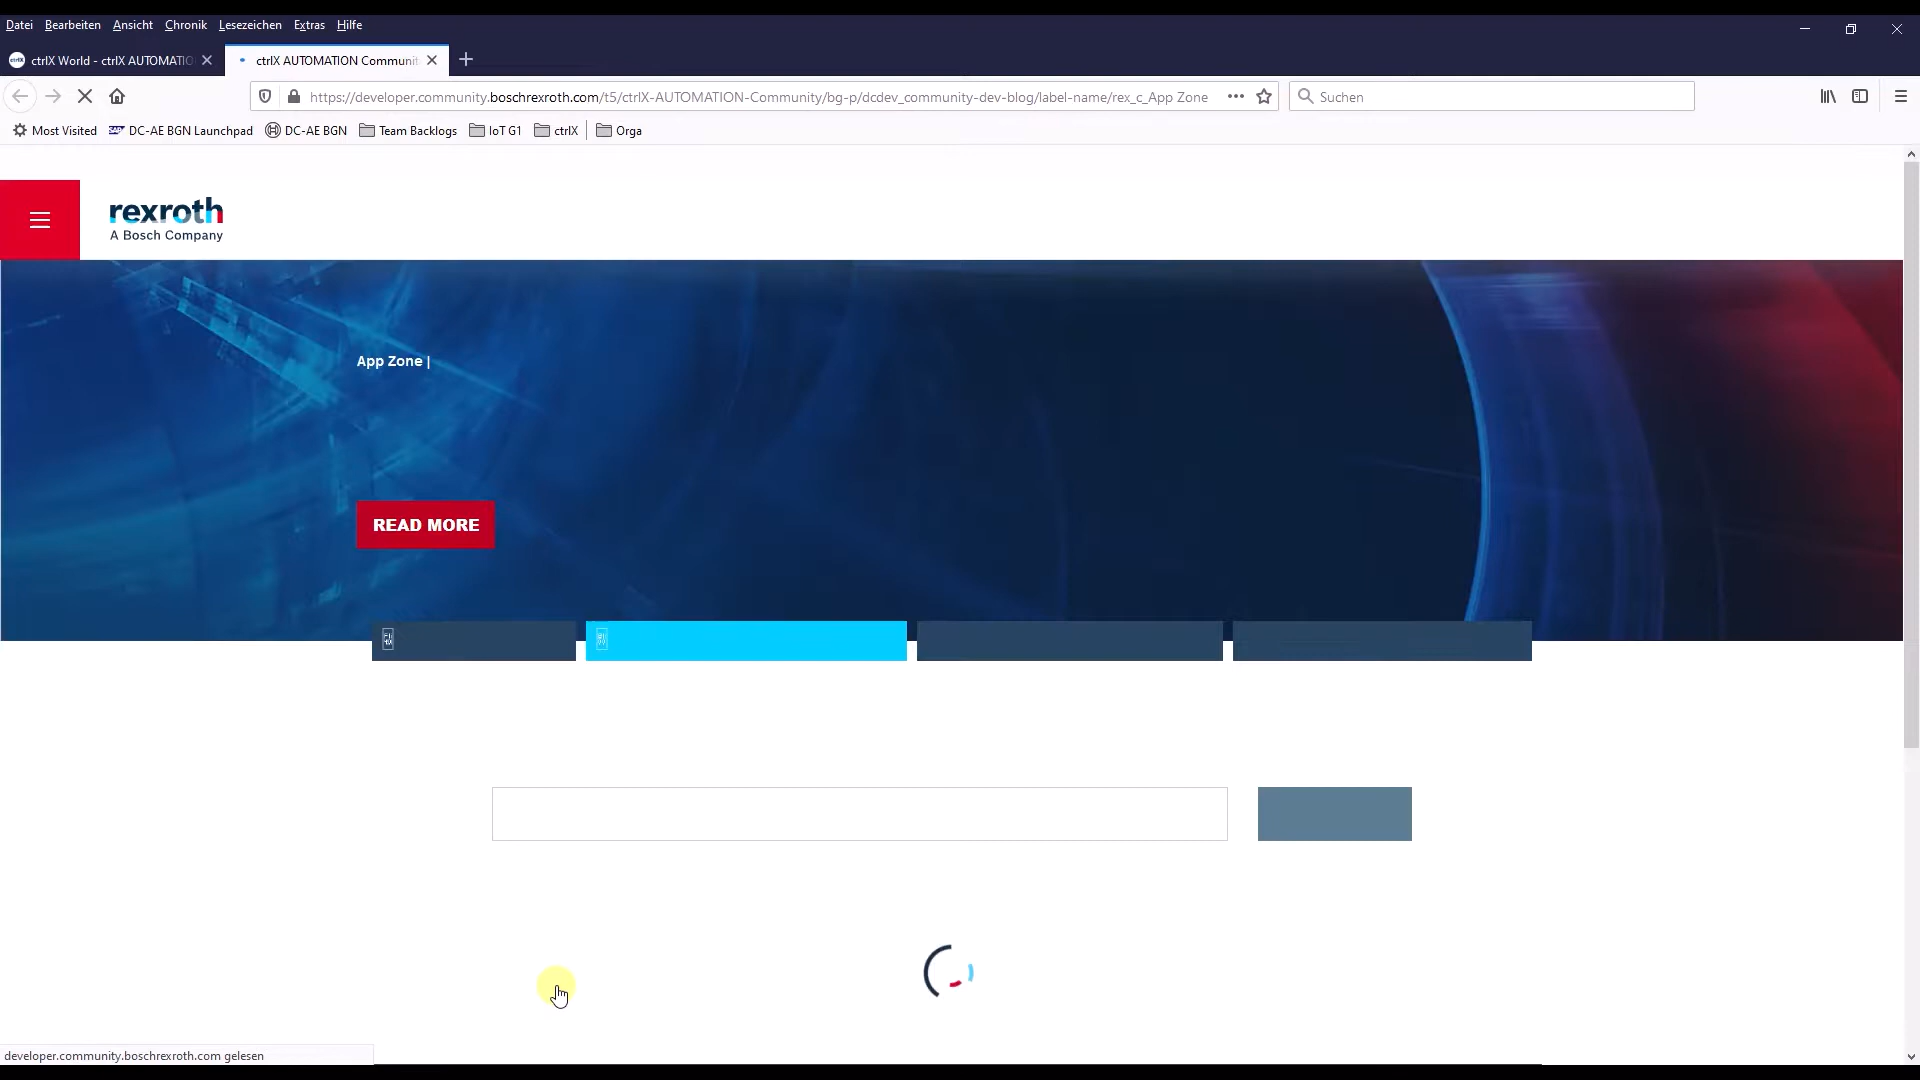 Datei Bearbeiten Ansicht Chronik Lesezeichen Extras Hilfe
ctrlX World - ctrlX AUTOMATIO
ctrlX AUTOMATION Communit
https://developer.community.boschrexroth.com/t5/ctrlX-AUTOMATION-Community/bg-p/dcdev_community-dev-blog/label-name/rex_c_App Zone
Suchen
Most Visited DC-AE BGN Launchpad DC-AE BGN Team Backlogs IoT G1 ctrlX Orga
rexroth
A Bosch Company
App Zone |
READ MORE
developer.community.boschrexroth.com gelesen